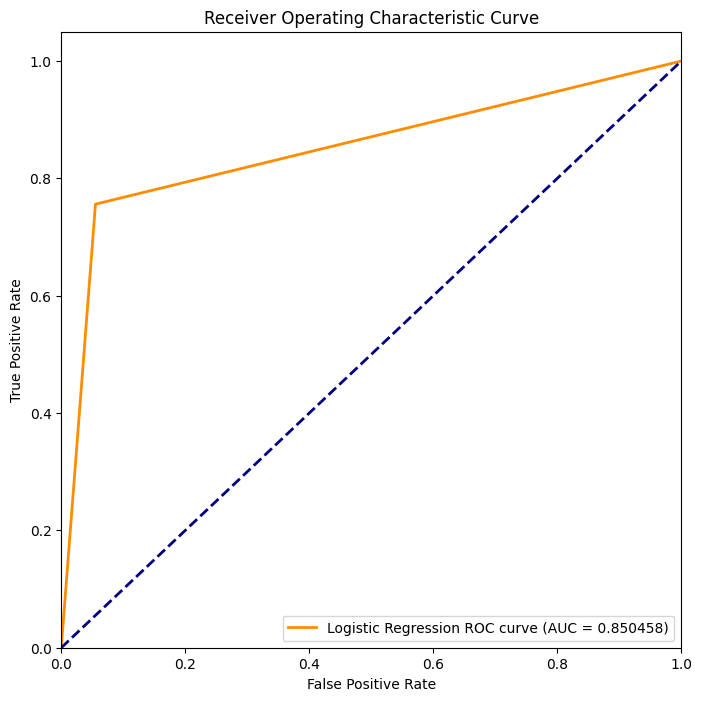 Receiver Operating Characteristic Curve
1.0
0.8
0.6
0.4
0.2
0.0
True Positive Rate
Logistic Regression ROC curve (AUC = 0.850458)
0.0 0.2 0.4 0.6 0.8 1.0
False Positive Rate